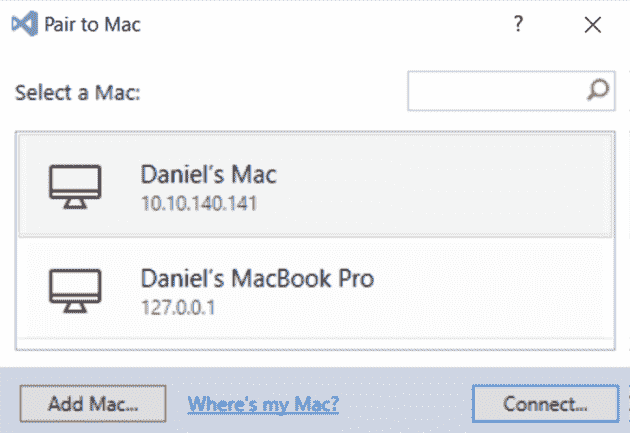 Pair to Mac
?
Select a Mac:
Daniel's Mac
10.10.140.141
Daniel's MacBook Pro
127.0.0.1
Add Mac...
Where's my Mac?
Connect...